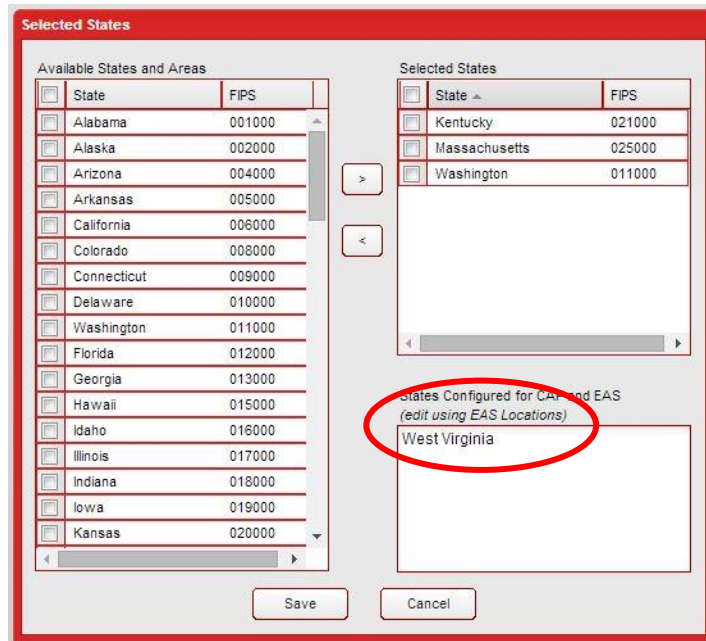 Selected States
Available States and Areas
State FIPS
Alabama 001000
Alaska 002000
Arizona 004000
Arkansas 005000
California 006000
Colorado 008000
Connecticut 009000
Delaware 010000
Washington 011000
Florida 012000
Georgia 013000
Hawaii 015000
Idaho 016000
Illinois 017000
Indiana 018000
Iowa 019000
Kansas 020000
>
<
Selected States
State FIPS
Kentucky 021000
Massachusetts 025000
Washington 011000
States Configured for CAP and EAS
(edit using EAS Locations)
West Virginia
Save Cancel